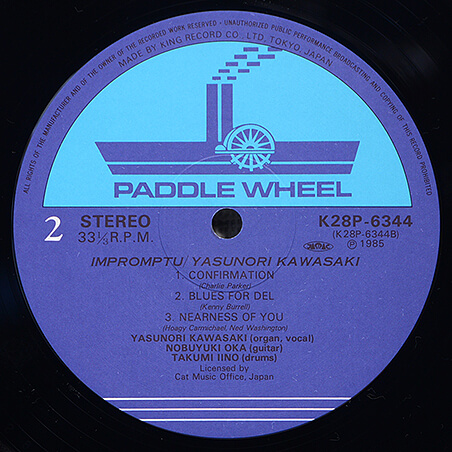 ALL RIGHTS OF THE MANUFACTURER AND OF THE OWNER OF THE RECORDED WORK RESERVED • UNAUTHORIZED PUBLIC PERFORMANCE BROADCASTING AND COPYING OF THIS RECORD PROHIBITED
MADE BY KING RECORD CO., LTD, TOKYO, JAPAN
PADDLE WHEEL
2 STEREO
33⅓ R.P.M.
K28P-6344
(K28P-6344B)
JASRAC ℗ 1985
IMPROMPTU/YASUNORI KAWASAKI
1. CONFIRMATION
(Charlie Parker)
2. BLUES FOR DEL
(Kenny Burrell)
3. NEARNESS OF YOU
(Hoagy Carmichael, Ned Washington)
YASUNORI KAWASAKI (organ, vocal)
NOBUYUKI OKA (guitar)
TAKUMI IINO (drums)
Licensed by
Cat Music Office, Japan